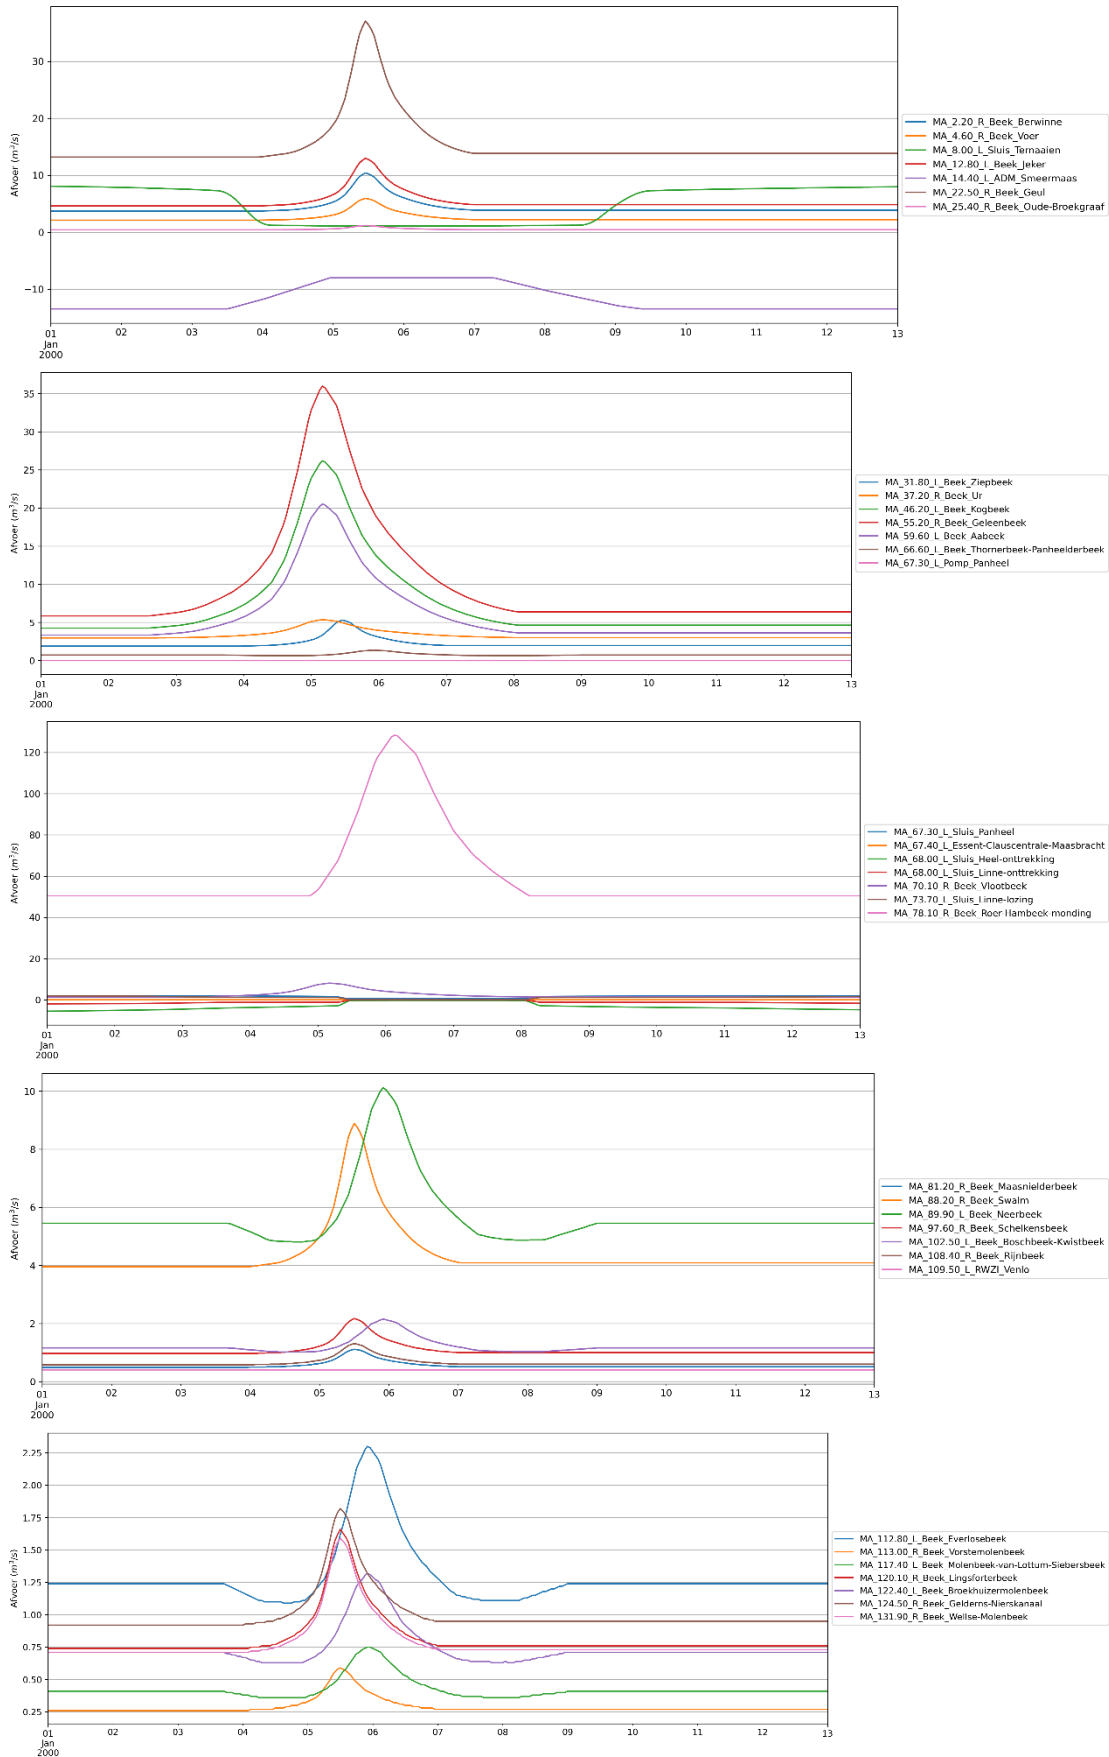 30
20
10
0
−10
Afvoer (m³/s)
01 02 03 04 05 06 07 08 09 10 11 12 13
Jan
2000
MA_2.20_R_Beek_Berwinne
MA_4.60_R_Beek_Voer
MA_8.00_L_Sluis_Ternaaien
MA_12.80_L_Beek_Jeker
MA_14.40_L_ADM_Smeermaas
MA_22.50_R_Beek_Geul
MA_25.40_R_Beek_Oude-Broekgraaf
35
30
25
20
15
10
5
0
Afvoer (m³/s)
01 02 03 04 05 06 07 08 09 10 11 12 13
Jan
2000
MA_31.80_L_Beek_Ziepbeek
MA_37.20_R_Beek_Ur
MA_46.20_L_Beek_Kogbeek
MA_55.20_R_Beek_Geleenbeek
MA_59.60_L_Beek_Aabeek
MA_66.60_L_Beek_Thornerbeek-Panheelderbeek
MA_67.30_L_Pomp_Panheel
120
100
80
60
40
20
0
Afvoer (m³/s)
01 02 03 04 05 06 07 08 09 10 11 12 13
Jan
2000
MA_67.30_L_Sluis_Panheel
MA_67.40_L_Essent-Clauscentrale-Maasbracht
MA_68.00_L_Sluis_Heel-onttrekking
MA_68.00_L_Sluis_Linne-onttrekking
MA_70.10_R_Beek_Vlootbeek
MA_73.70_L_Sluis_Linne-lozing
MA_78.10_R_Beek_Roer-Hambeek-monding
10
8
6
4
2
0
Afvoer (m³/s)
01 02 03 04 05 06 07 08 09 10 11 12 13
Jan
2000
MA_81.20_R_Beek_Maasnielderbeek
MA_88.20_R_Beek_Swalm
MA_89.90_L_Beek_Neerbeek
MA_97.60_R_Beek_Schelkensbeek
MA_102.50_L_Beek_Boschbeek-Kwistbeek
MA_108.40_R_Beek_Rijnbeek
MA_109.50_L_RWZI_Venlo
2.25
2.00
1.75
1.50
1.25
1.00
0.75
0.50
0.25
Afvoer (m³/s)
01 02 03 04 05 06 07 08 09 10 11 12 13
Jan
2000
MA_112.80_L_Beek_Everlosebeek
MA_113.00_R_Beek_Vorstemolenbeek
MA_117.40_L_Beek_Molenbeek-van-Lottum-Siebersbeek
MA_120.10_R_Beek_Lingsforterbeek
MA_122.40_L_Beek_Broekhuizermolenbeek
MA_124.50_R_Beek_Gelderns-Nierskanaal
MA_131.90_R_Beek_Wellse-Molenbeek